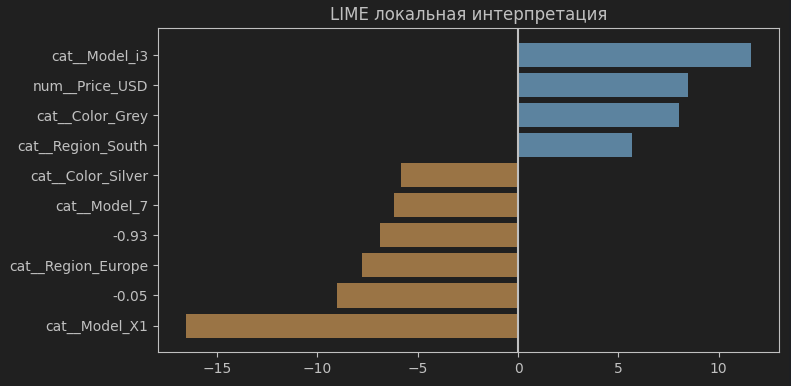 LIME локальная интерпретация
cat__Model_i3
num__Price_USD
cat__Color_Grey
cat__Region_South
cat__Color_Silver
cat__Model_7
-0.93
cat__Region_Europe
-0.05
cat__Model_X1
−15 −10 −5 0 5 10